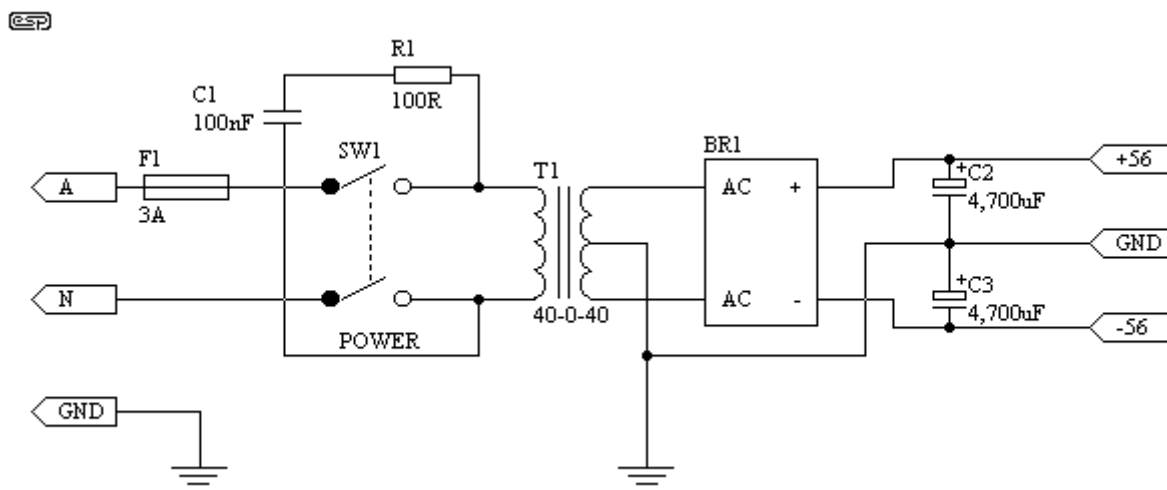 esp
R1
100R
C1
100nF
F1
3A
SW1
POWER
T1
40-0-40
BR1
AC +
AC -
+C2
4,700uF
+C3
4,700uF
A
N
GND
+56
GND
-56